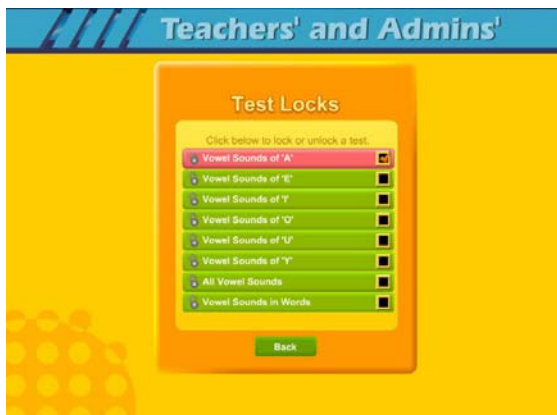 Teachers' and Admins'
Test Locks
Click below to lock or unlock a test.
Vowel Sounds of 'A'
Vowel Sounds of 'E'
Vowel Sounds of 'I'
Vowel Sounds of 'O'
Vowel Sounds of 'U'
Vowel Sounds of 'Y'
All Vowel Sounds
Vowel Sounds in Words
Back